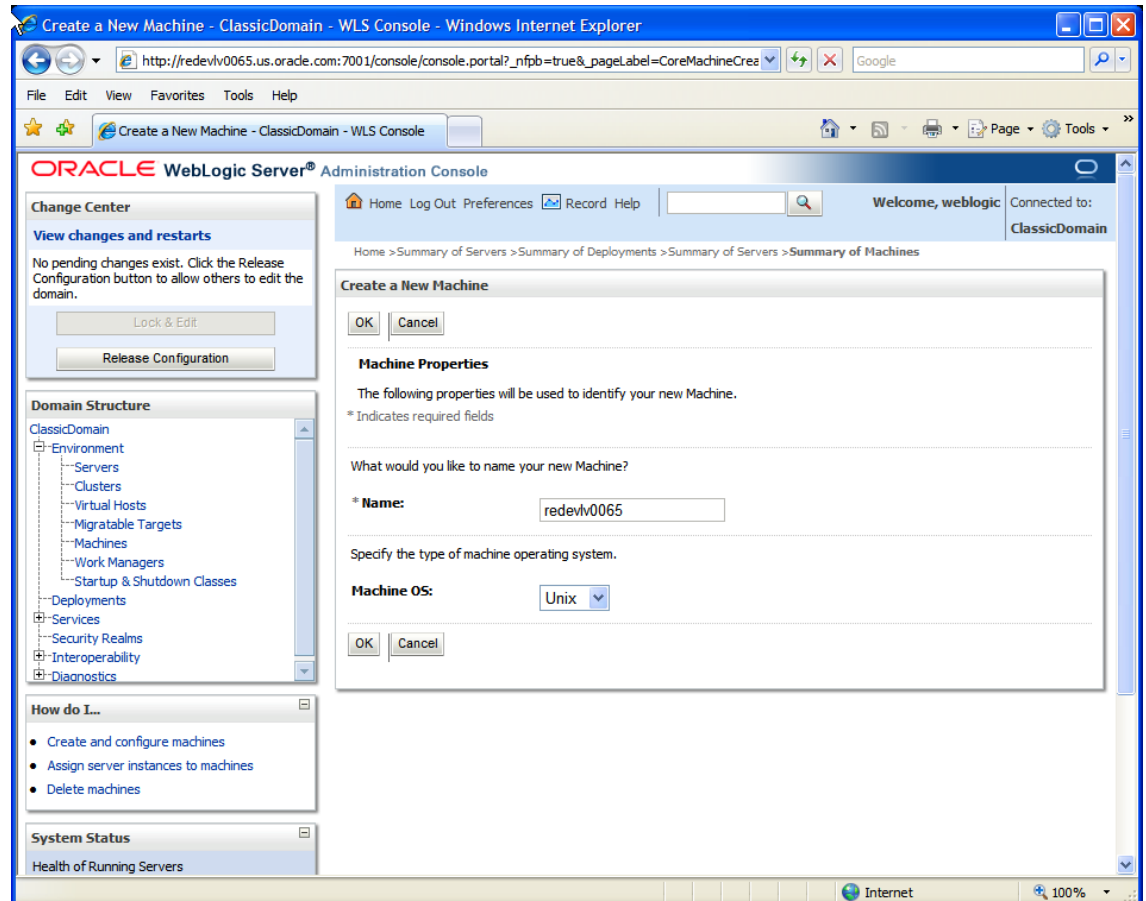 Create a New Machine - ClassicDomain - WLS Console - Windows Internet Explorer
http://redevlv0065.us.oracle.com:7001/console/console.portal?_nfpb=true&_pageLabel=CoreMachineCrea
Google
File Edit View Favorites Tools Help
Create a New Machine - ClassicDomain - WLS Console
Page Tools
ORACLE WebLogic Server® Administration Console
Change Center
View changes and restarts
No pending changes exist. Click the Release
Configuration button to allow others to edit the
domain.
Lock & Edit
Release Configuration
Domain Structure
ClassicDomain
Environment
Servers
Clusters
Virtual Hosts
Migratable Targets
Machines
Work Managers
Startup & Shutdown Classes
Deployments
Services
Security Realms
Interoperability
Diagnostics
How do I...
Create and configure machines
Assign server instances to machines
Delete machines
System Status
Health of Running Servers
Home Log Out Preferences Record Help
Welcome, weblogic
Connected to:
ClassicDomain
Home >Summary of Servers >Summary of Deployments >Summary of Servers >Summary of Machines
Create a New Machine
OK Cancel
Machine Properties
The following properties will be used to identify your new Machine.
* Indicates required fields
What would you like to name your new Machine?
* Name: redevlv0065
Specify the type of machine operating system.
Machine OS: Unix
OK Cancel
Internet 100%